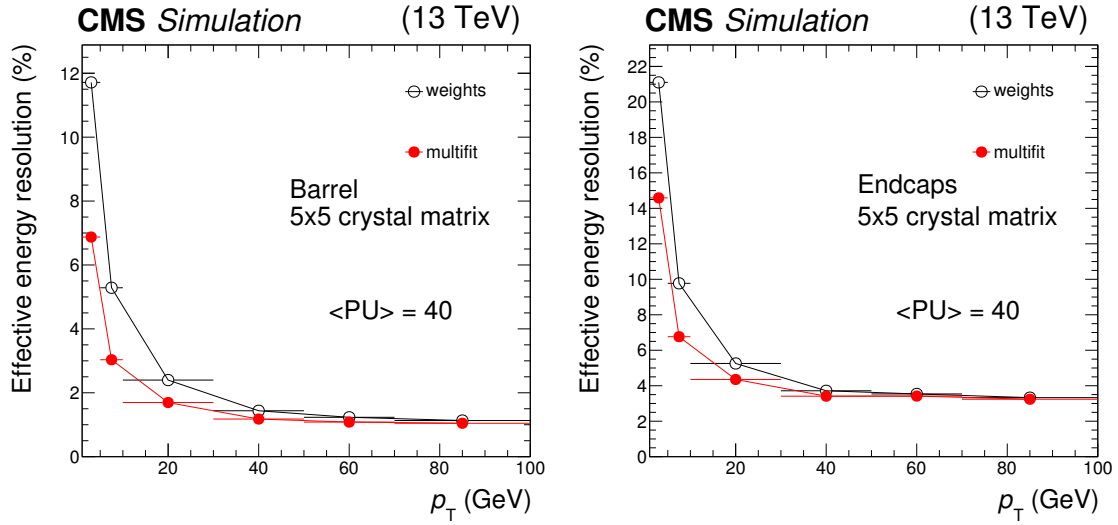 CMS Simulation (13 TeV)
Effective energy resolution (%)
12
10
8
6
4
2
0
weights
multifit
Barrel
5x5 crystal matrix
<PU> = 40
20 40 60 80 100
p_T (GeV)
CMS Simulation (13 TeV)
Effective energy resolution (%)
22
20
18
16
14
12
10
8
6
4
2
0
weights
multifit
Endcaps
5x5 crystal matrix
<PU> = 40
20 40 60 80 100
p_T (GeV)